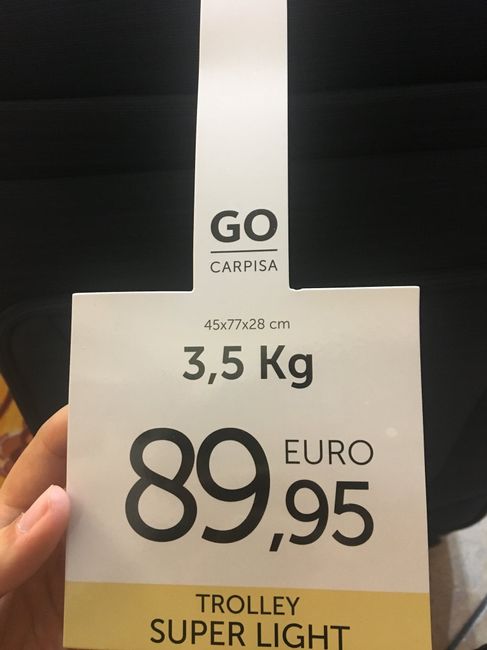 GO
CARPISA
45x77x28 cm
3,5 Kg
89,95 EURO
TROLLEY
SUPER LIGHT